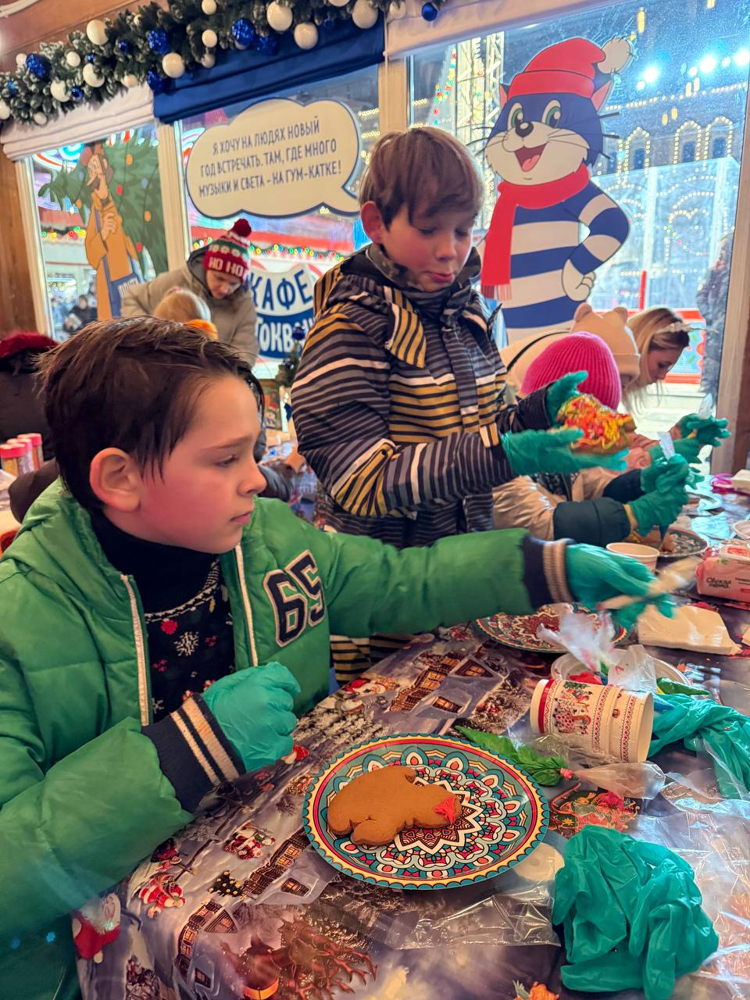 Я ХОЧУ НА ЛЮДЯХ НОВЫЙ
ГОД ВСТРЕЧАТЬ. ТАМ, ГДЕ МНОГО
МУЗЫКИ И СВЕТА – НА ГУМ-КАТКЕ!
HO HO
КАФЕ
65